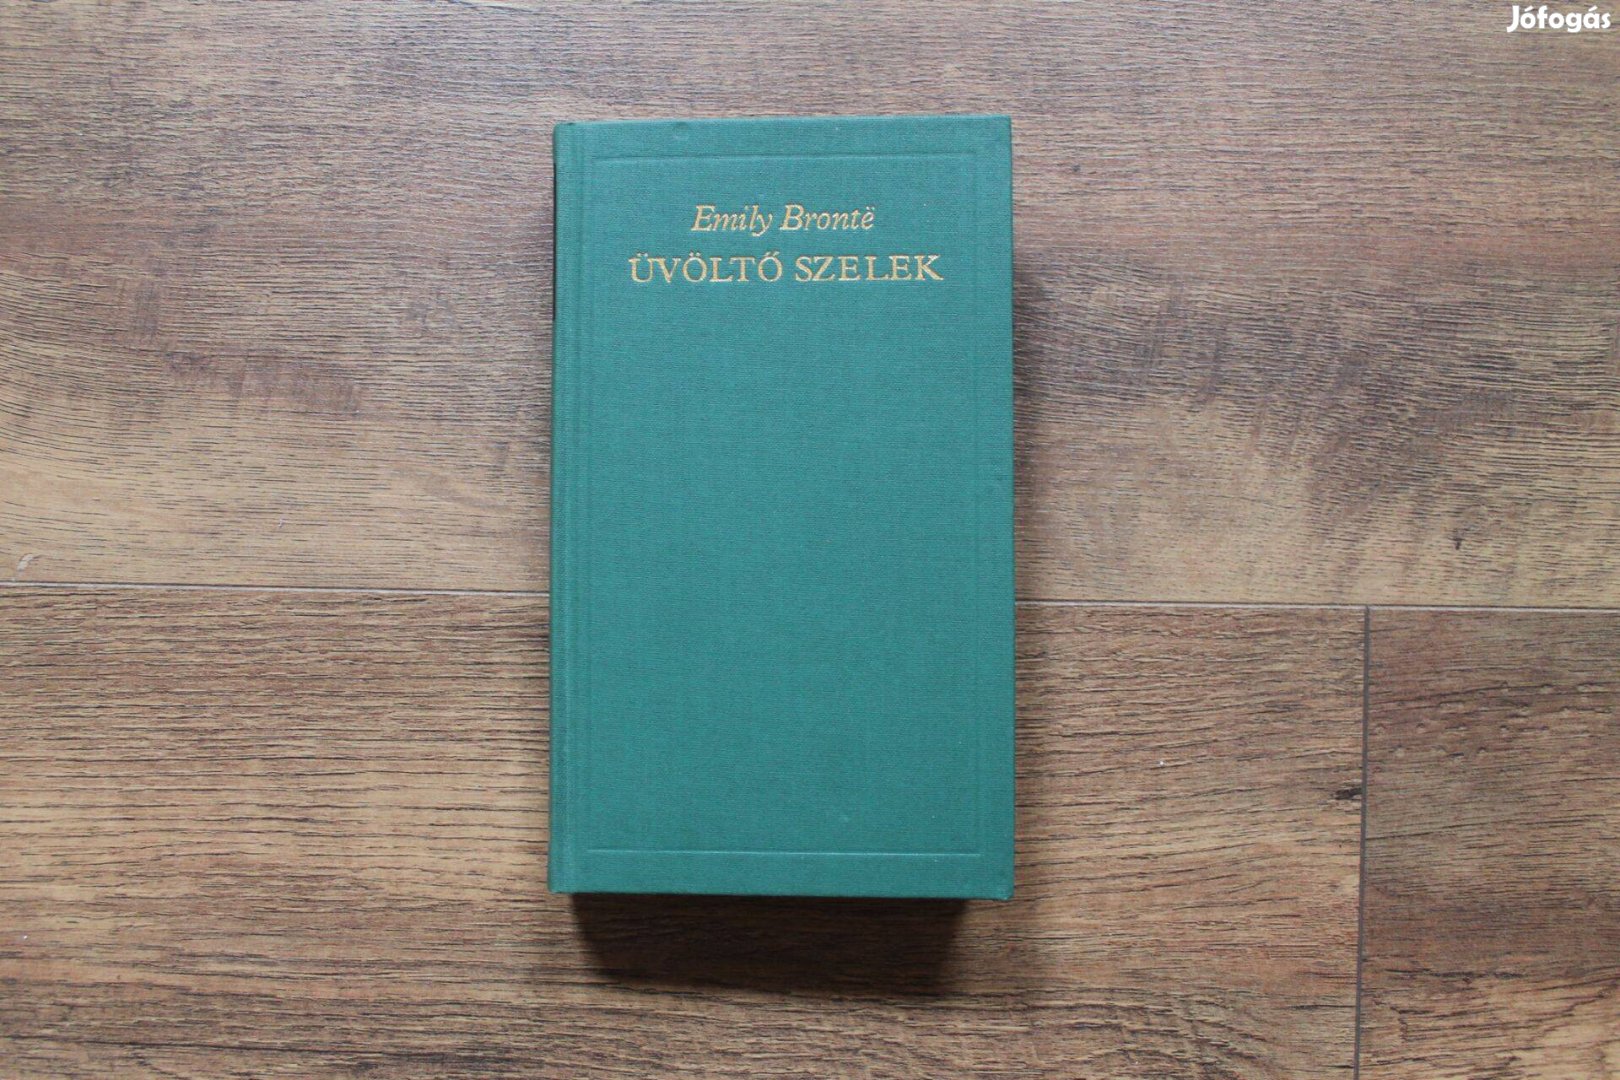 Jófogás
Emily Brontë
ÜVÖLTŐ SZELEK